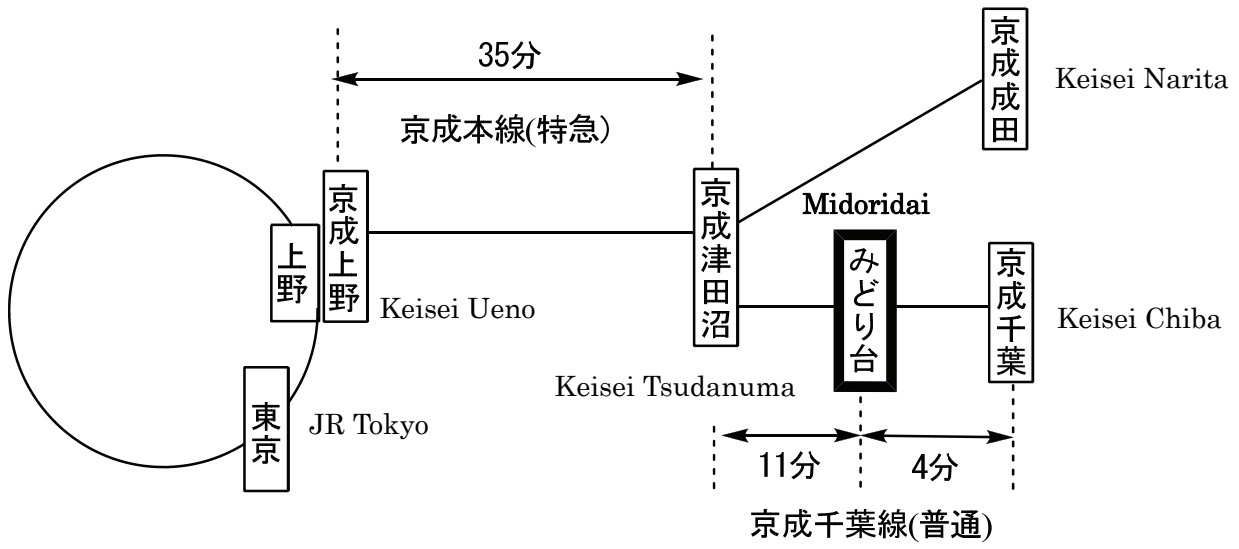 35分
京成本線(特急)
京成成田
Keisei Narita
京成上野
上野
Keisei Ueno
京成津田沼
Keisei Tsudanuma
Midoridai
みどり台
京成千葉
Keisei Chiba
東京
JR Tokyo
11分
4分
京成千葉線(普通)